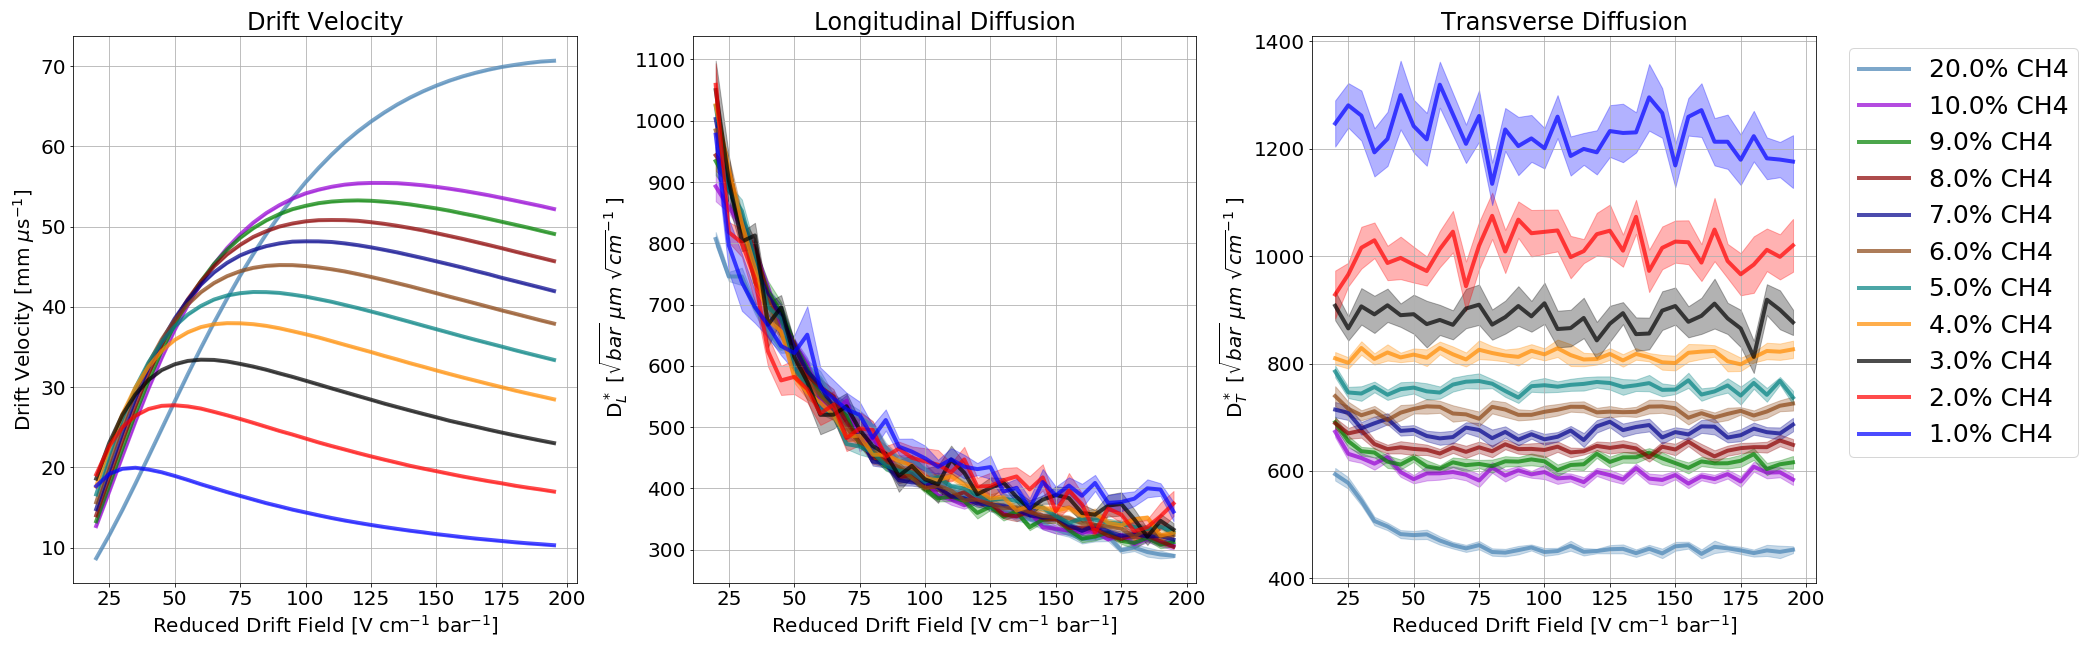 Drift Velocity
Drift Velocity [mm μs⁻¹]
70
60
50
40
30
20
10
25 50 75 100 125 150 175 200
Reduced Drift Field [V cm⁻¹ bar⁻¹]
Longitudinal Diffusion
D*L [√bar μm √cm⁻¹ ]
1100
1000
900
800
700
600
500
400
300
25 50 75 100 125 150 175 200
Reduced Drift Field [V cm⁻¹ bar⁻¹]
Transverse Diffusion
D*T [√bar μm √cm⁻¹ ]
1400
1200
1000
800
600
400
25 50 75 100 125 150 175 200
Reduced Drift Field [V cm⁻¹ bar⁻¹]
20.0% CH4
10.0% CH4
9.0% CH4
8.0% CH4
7.0% CH4
6.0% CH4
5.0% CH4
4.0% CH4
3.0% CH4
2.0% CH4
1.0% CH4